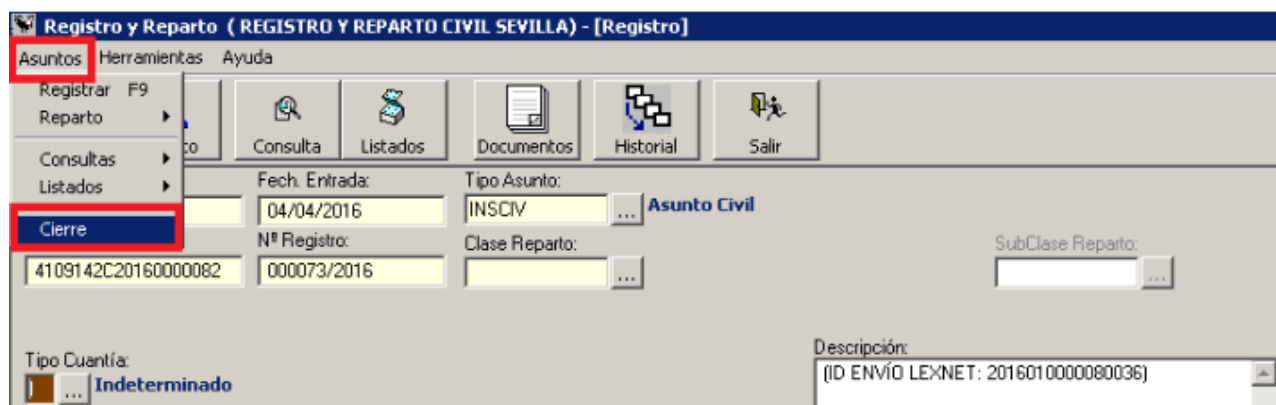 Registro y Reparto ( REGISTRO Y REPARTO CIVIL SEVILLA) - [Registro]
Asuntos Herramientas Ayuda
Registrar F9
Reparto
Consultas
Listados
Cierre
co Consulta Listados Documentos Historial Salir
Fech. Entrada: Tipo Asunto:
04/04/2016 INSCIV ... Asunto Civil
Nº Registro: Clase Reparto: SubClase Reparto:
4109142C20160000082 000073/2016 ... ...
Tipo Cuantía: Descripción:
I ... Indeterminado (ID ENVÍO LEXNET: 2016010000080036)